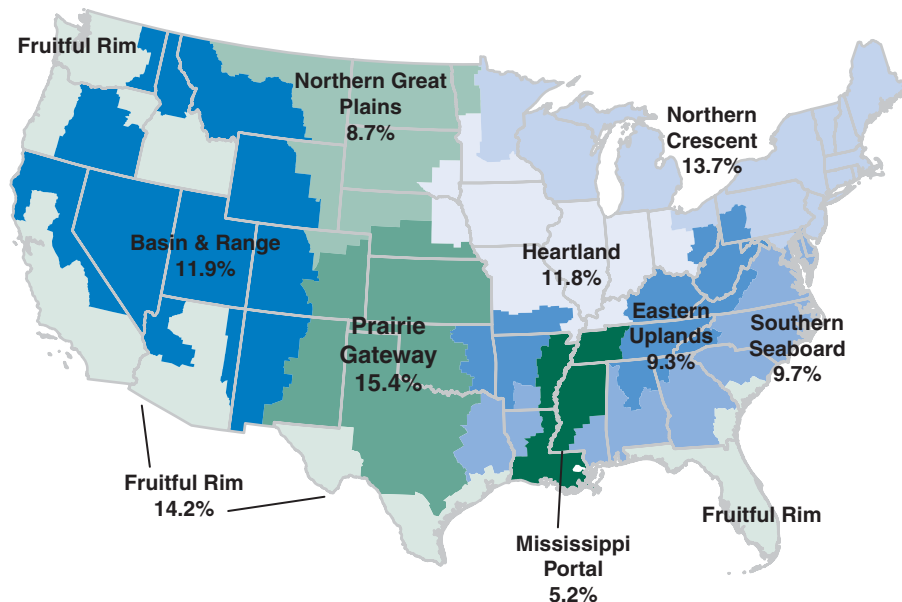 Fruitful Rim
Northern Great
Plains
8.7%
Northern
Crescent
13.7%
Basin & Range
11.9%
Heartland
11.8%
Prairie
Gateway
15.4%
Eastern
Uplands
9.3%
Southern
Seaboard
9.7%
Fruitful Rim
14.2%
Fruitful Rim
Mississippi
Portal
5.2%